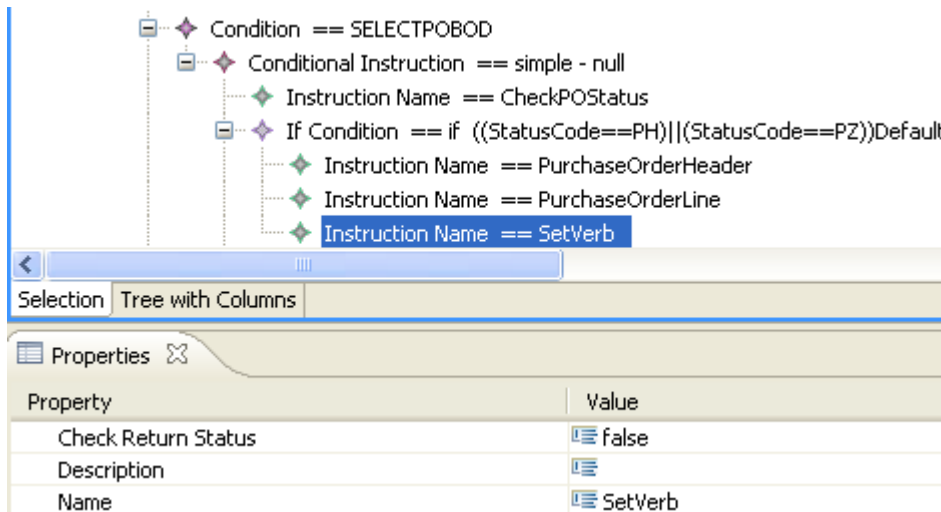 Condition == SELECTPOBOD
Conditional Instruction == simple - null
Instruction Name == CheckPOStatus
If Condition == if ((StatusCode==PH)||(StatusCode==PZ))Default
Instruction Name == PurchaseOrderHeader
Instruction Name == PurchaseOrderLine
Instruction Name == SetVerb
Selection Tree with Columns
Properties
Property Value
Check Return Status false
Description
Name SetVerb